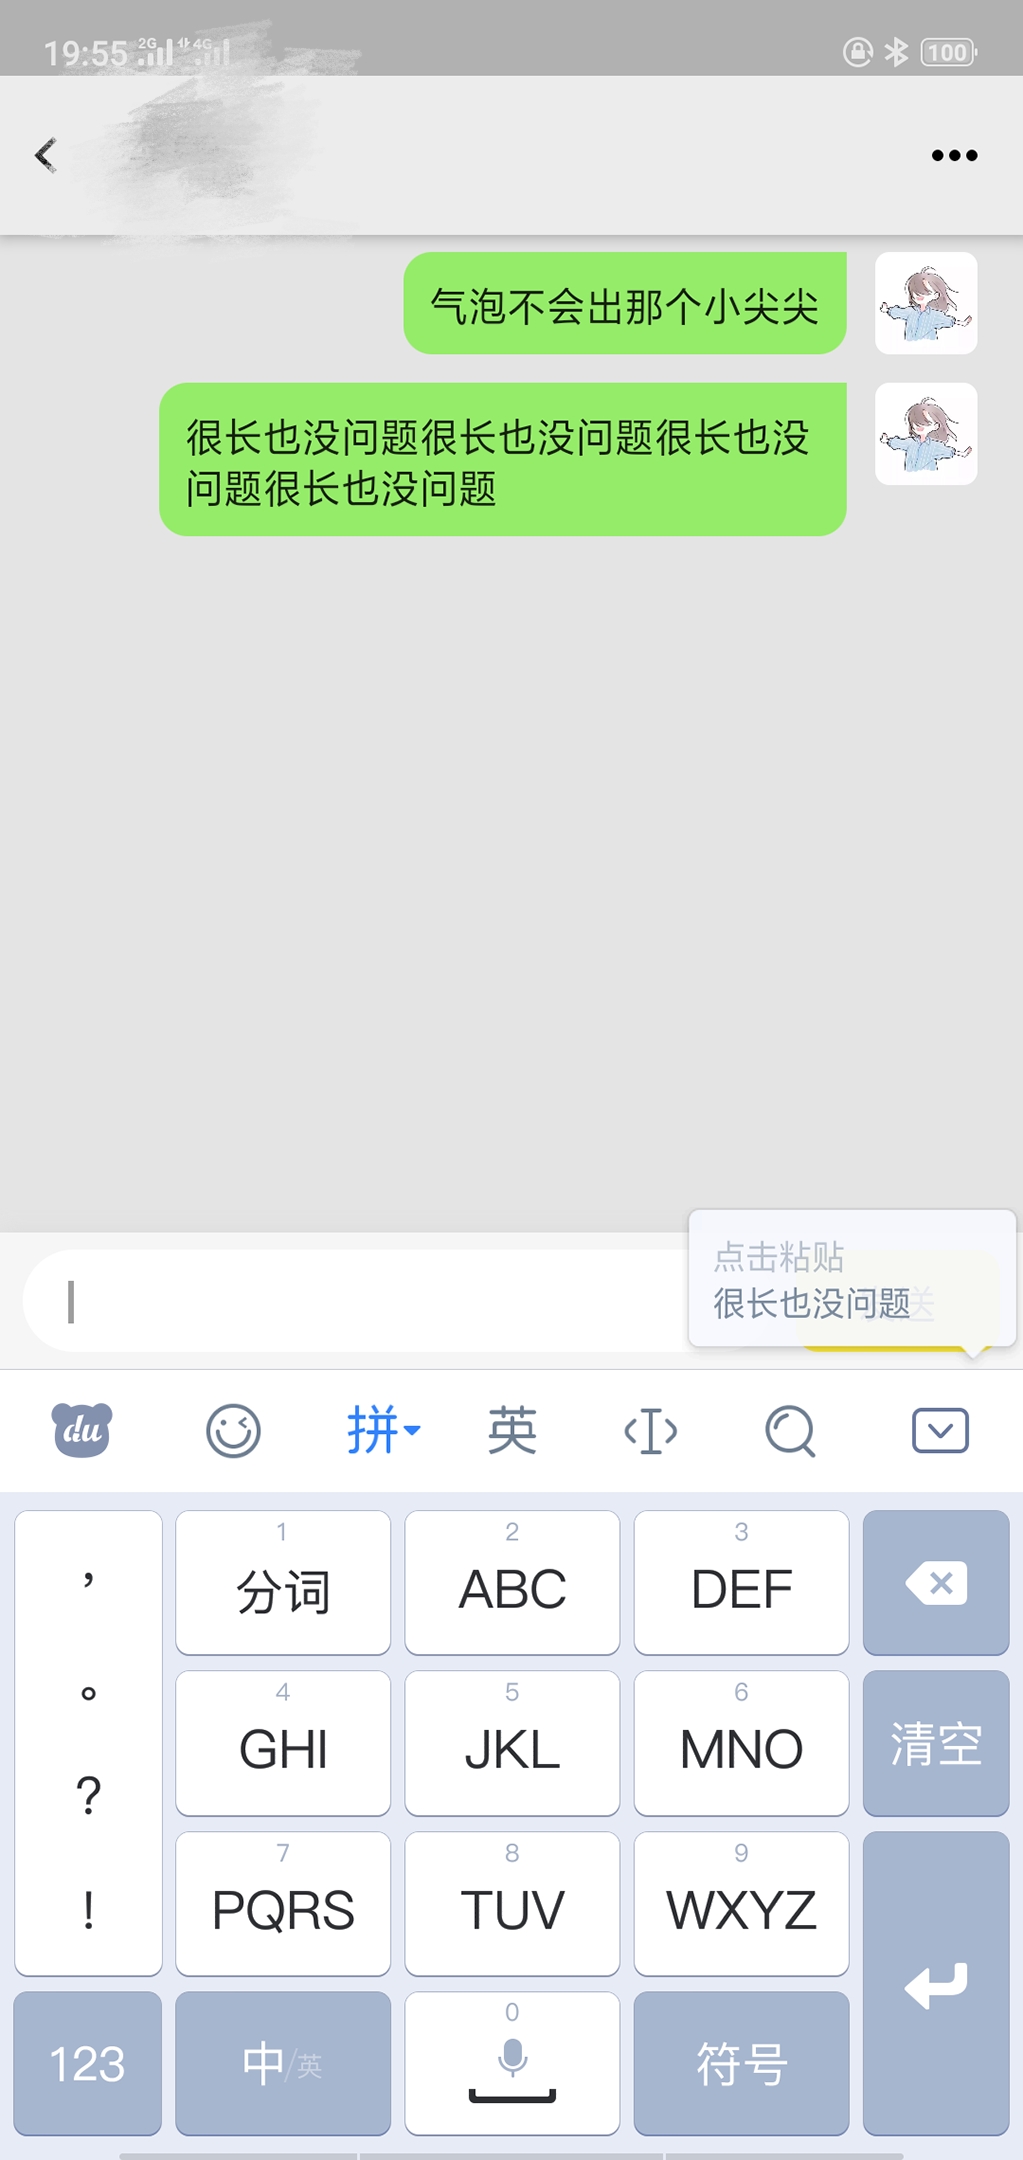 19:55 2G 4G 100
气泡不会出那个小尖尖
很长也没问题很长也没问题很长也没
问题很长也没问题
点击粘贴
很长也没问题
发送
du 拼 英
, 1 2 3
分词 ABC DEF
。 4 5 6
GHI JKL MNO 清空
?
7 8 9
! PQRS TUV WXYZ
0
123 中/英 符号